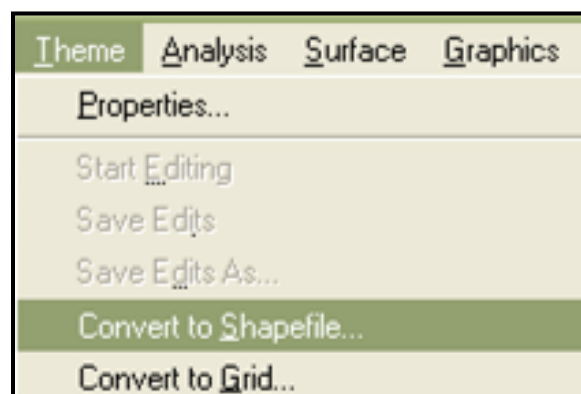 Theme Analysis Surface Graphics
Properties...
Start Editing
Save Edits
Save Edits As...
Convert to Shapefile...
Convert to Grid...